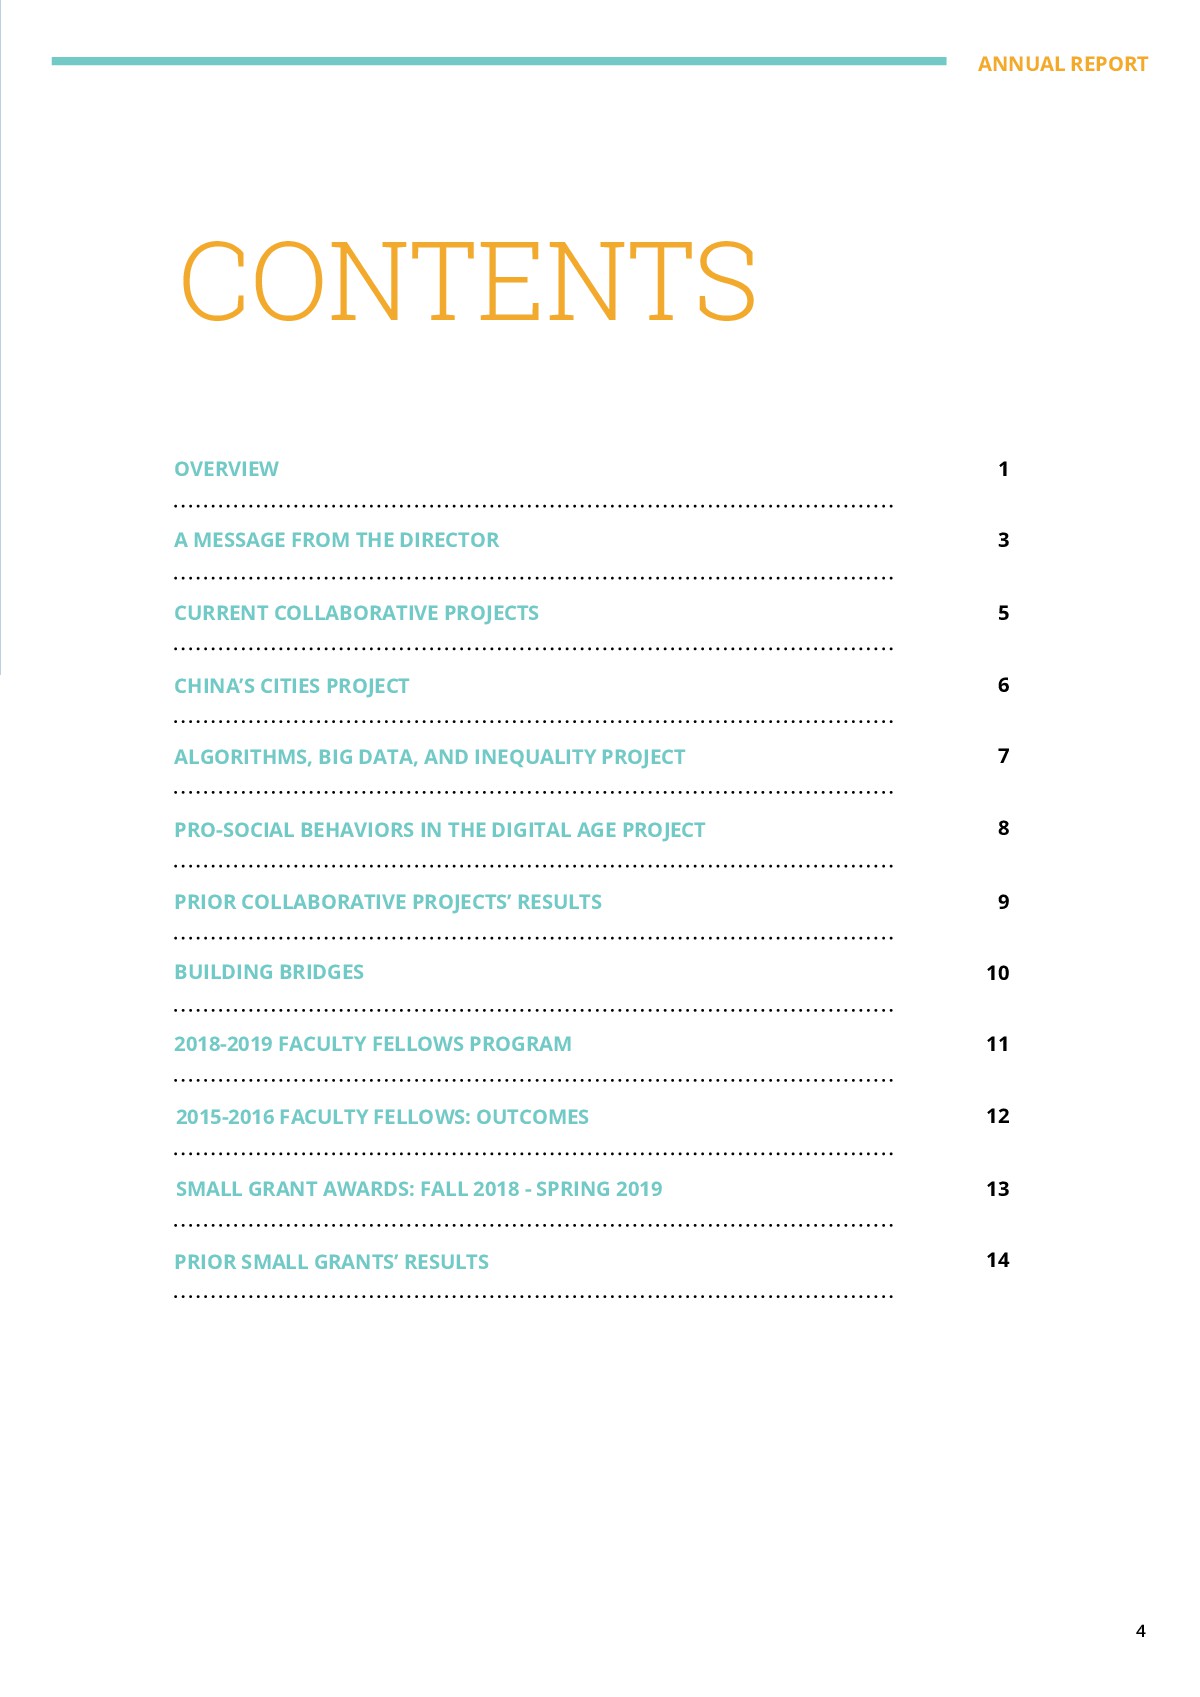 ANNUAL REPORT
CONTENTS
OVERVIEW 1
A MESSAGE FROM THE DIRECTOR 3
CURRENT COLLABORATIVE PROJECTS 5
CHINA’S CITIES PROJECT 6
ALGORITHMS, BIG DATA, AND INEQUALITY PROJECT 7
PRO-SOCIAL BEHAVIORS IN THE DIGITAL AGE PROJECT 8
PRIOR COLLABORATIVE PROJECTS’ RESULTS 9
BUILDING BRIDGES 10
2018-2019 FACULTY FELLOWS PROGRAM 11
2015-2016 FACULTY FELLOWS: OUTCOMES 12
SMALL GRANT AWARDS: FALL 2018 - SPRING 2019 13
PRIOR SMALL GRANTS’ RESULTS 14
4